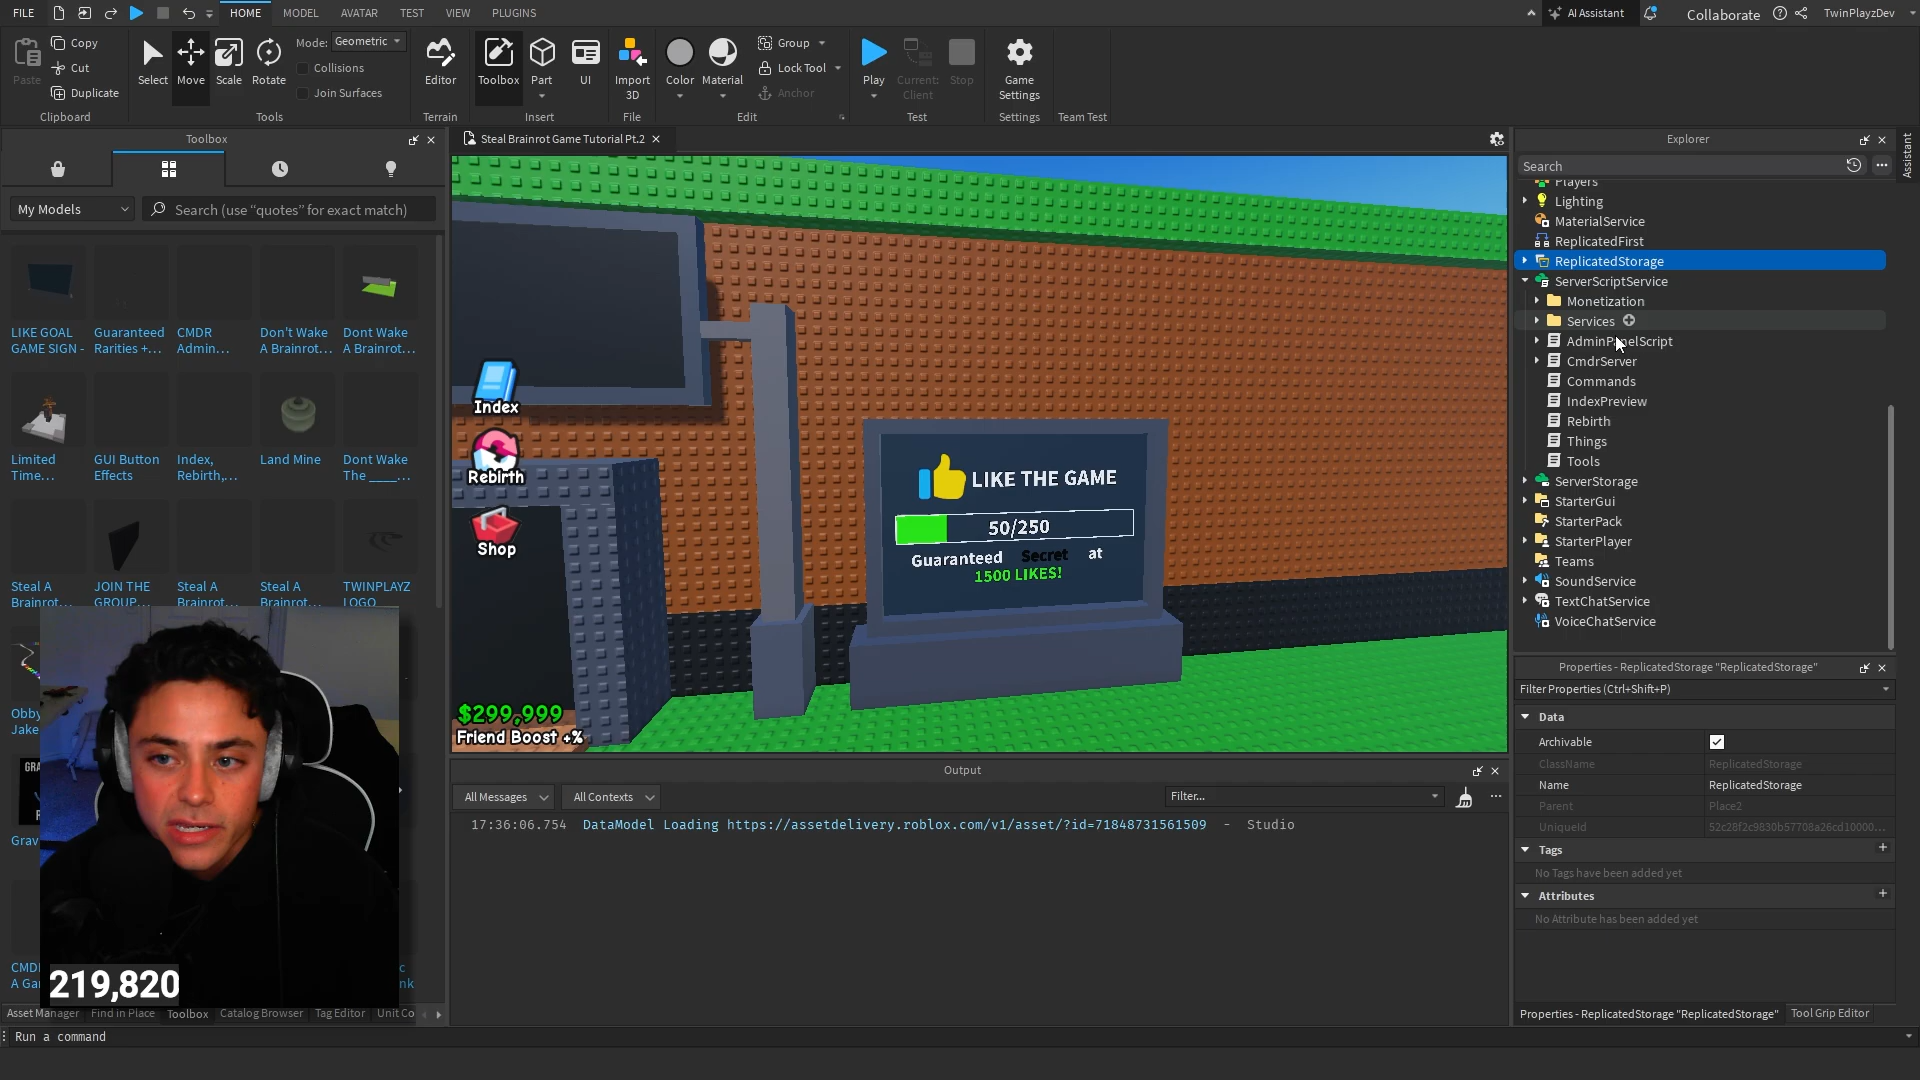 FILE
HOME
MODEL
AVATAR
TEST
VIEW
PLUGINS
AI Assistant
Collaborate
TwinPlayzDev
Paste
Copy
Cut
Duplicate
Clipboard
Select
Move
Scale
Rotate
Mode: Geometric
Collisions
Join Surfaces
Tools
Editor
Terrain
Toolbox
Part
UI
Insert
Import
3D
File
Color
Material
Group
Lock Tool
Anchor
Edit
Play
Current:
Client
Stop
Test
Game
Settings
Settings
Team Test
Toolbox
My Models
Search (use “quotes” for exact match)
LIKE GOAL
GAME SIGN -
Guaranteed
Rarities +...
CMDR
Admin...
Don't Wake
A Brainrot...
Dont Wake
A Brainrot...
Limited
Time...
GUI Button
Effects
Index,
Rebirth,...
Land Mine
Dont Wake
The ____...
Steal A
Brainrot...
JOIN THE
GROUP...
Steal A
Brainrot...
Steal A
Brainrot...
TWINPLAYZ
LOGO
Obby
Jake
GRA
Grav
CMDI
A Gar
219,820
Asset Manager
Find in Place
Toolbox
Catalog Browser
Tag Editor
Unit Co
Run a command
Steal Brainrot Game Tutorial Pt.2
Index
Rebirth
Shop
$299,999
Friend Boost +%
LIKE THE GAME
50/250
Guaranteed Secret at
1500 LIKES!
Output
All Messages
All Contexts
Filter...
17:36:06.754 DataModel Loading https://assetdelivery.roblox.com/v1/asset/?id=71848731561509 - Studio
Explorer
Assistant
Search
Players
Lighting
MaterialService
ReplicatedFirst
ReplicatedStorage
ServerScriptService
Monetization
Services
AdminPanelScript
CmdrServer
Commands
IndexPreview
Rebirth
Things
Tools
ServerStorage
StarterGui
StarterPack
StarterPlayer
Teams
SoundService
TextChatService
VoiceChatService
Properties - ReplicatedStorage "ReplicatedStorage"
Filter Properties (Ctrl+Shift+P)
Data
Archivable
ClassName ReplicatedStorage
Name ReplicatedStorage
Parent Place2
UniqueId 52c28f2c9830b57708a26cd10000...
Tags
No Tags have been added yet
Attributes
No Attribute has been added yet
Properties - ReplicatedStorage "ReplicatedStorage"
Tool Grip Editor